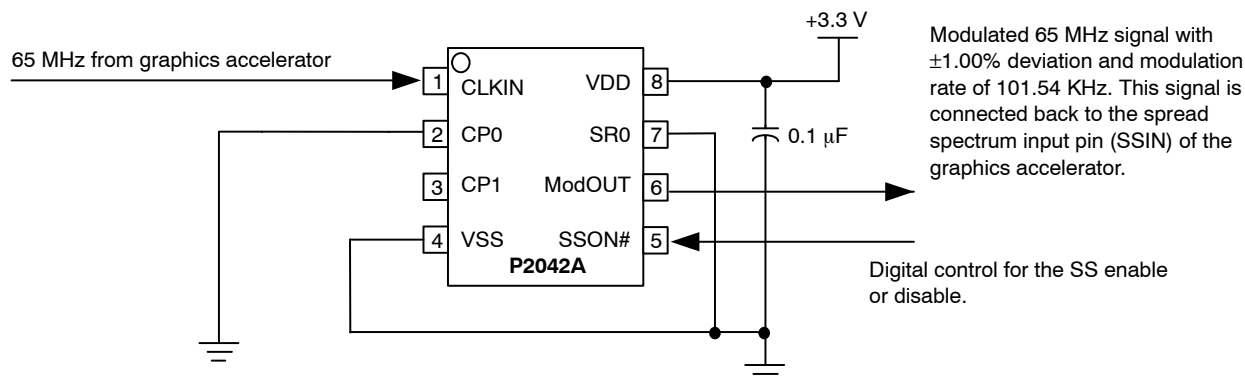 +3.3 V
65 MHz from graphics accelerator
Modulated 65 MHz signal with
±1.00% deviation and modulation
rate of 101.54 KHz. This signal is
connected back to the spread
spectrum input pin (SSIN) of the
graphics accelerator.
1 CLKIN VDD 8
2 CP0 SR0 7
0.1 μF
3 CP1 ModOUT 6
4 VSS SSON# 5
P2042A
Digital control for the SS enable
or disable.